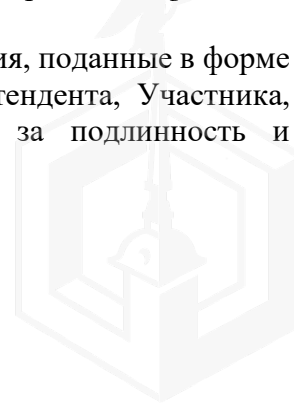 ия, поданные в форме
тендента, Участника,
за подлинность и